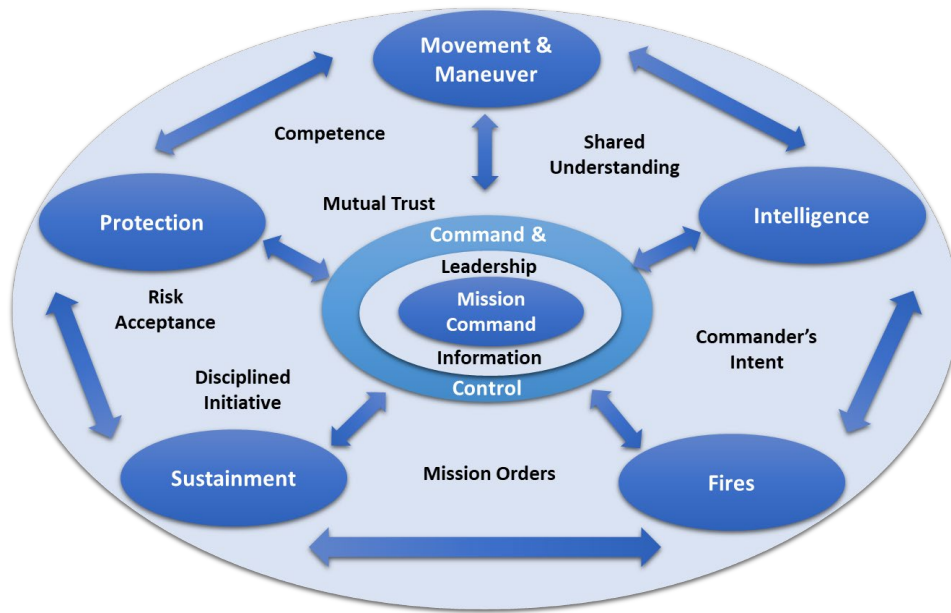 Movement &
Maneuver
Competence
Shared
Understanding
Mutual Trust
Protection
Intelligence
Command &
Leadership
Mission
Command
Information
Control
Risk
Acceptance
Commander’s
Intent
Disciplined
Initiative
Sustainment
Mission Orders
Fires